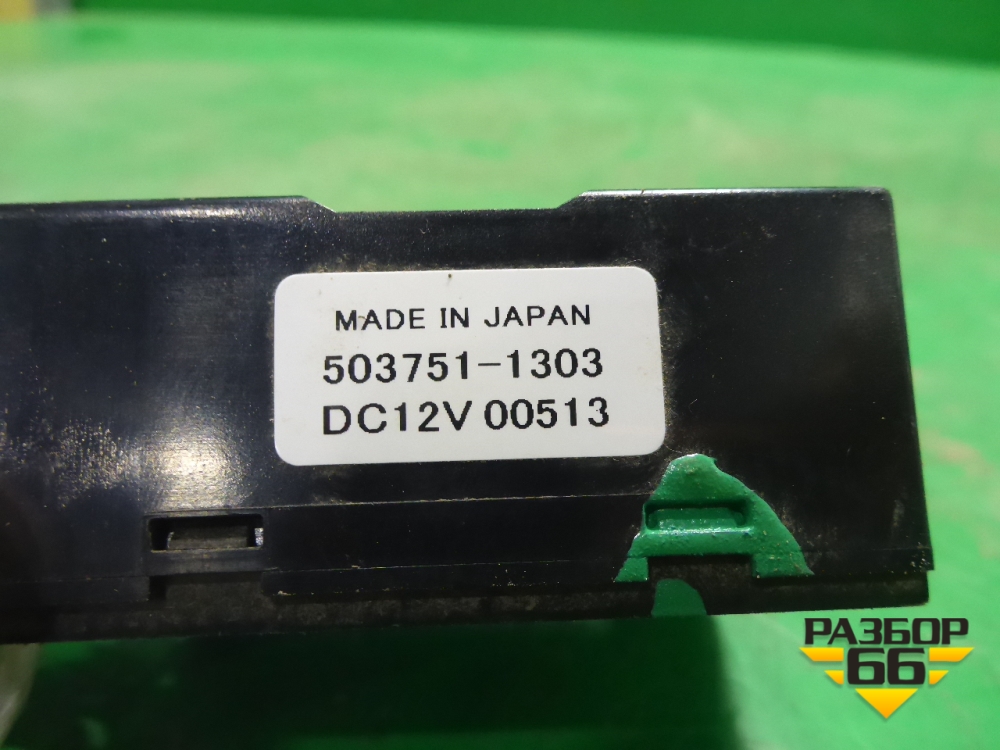 MADE IN JAPAN
503751-1303
DC12V 00513
РАЗБОР
66